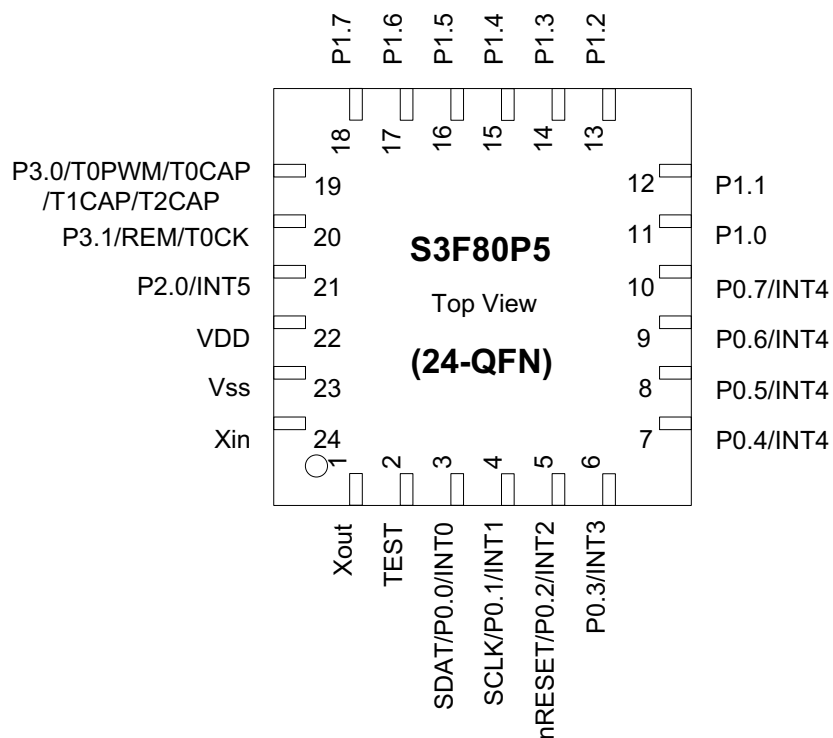 P1.7
P1.6
P1.5
P1.4
P1.3
P1.2
18
17
16
15
14
13
P3.0/T0PWM/T0CAP
/T1CAP/T2CAP
19
12
P1.1
P3.1/REM/T0CK
20
S3F80P5
11
P1.0
P2.0/INT5
21
Top View
10
P0.7/INT4
VDD
22
(24-QFN)
9
P0.6/INT4
Vss
23
8
P0.5/INT4
Xin
24
7
P0.4/INT4
1
2
3
4
5
6
Xout
TEST
SDAT/P0.0/INT0
SCLK/P0.1/INT1
nRESET/P0.2/INT2
P0.3/INT3